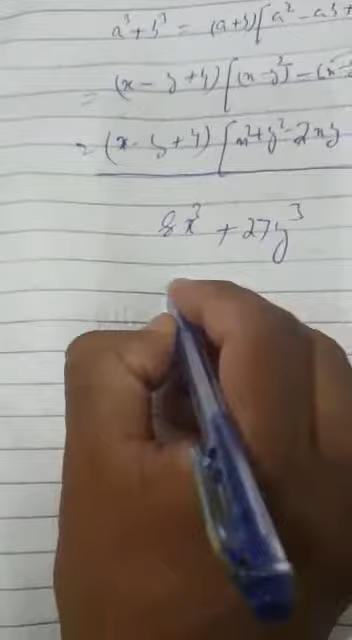 a³ + b³ = (a+b)[a² - ab +
= (x - y + 4)[(x-y)² - (x-
= (x - y + 4)[x² + y² - 2xy
8x³ + 27y³